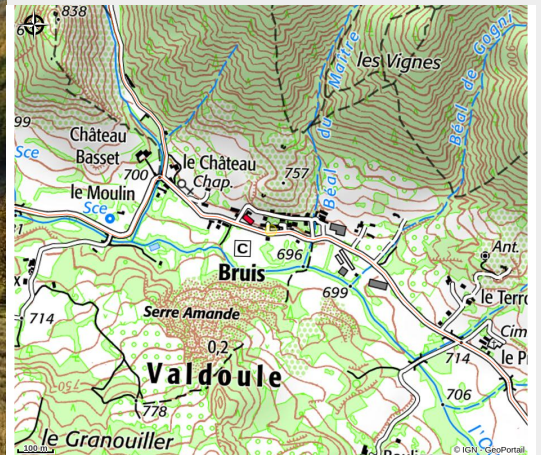 838
les Vignes
Béal de Gogni
Béal du Maître
99
Sce
Château
Basset
le Château
Chap.
700
757
le Moulin
Sce
C
696
Bruis
Ant.
699
le Terro
714
Serre Amande
Cim
0,2
714
le P
Valdoule
750
706
778
le Granouiller
l'O
100 m
© IGN - GeoPortail